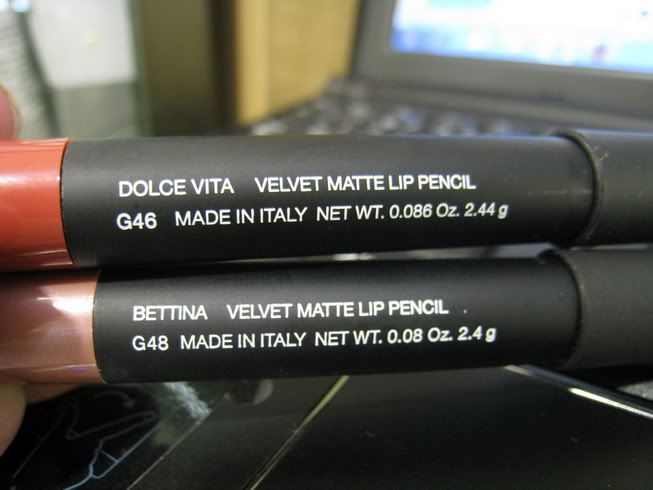 DOLCE VITA VELVET MATTE LIP PENCIL
G46 MADE IN ITALY NET WT. 0.086 Oz. 2.44 g
BETTINA VELVET MATTE LIP PENCIL
G48 MADE IN ITALY NET WT. 0.08 Oz. 2.4 g